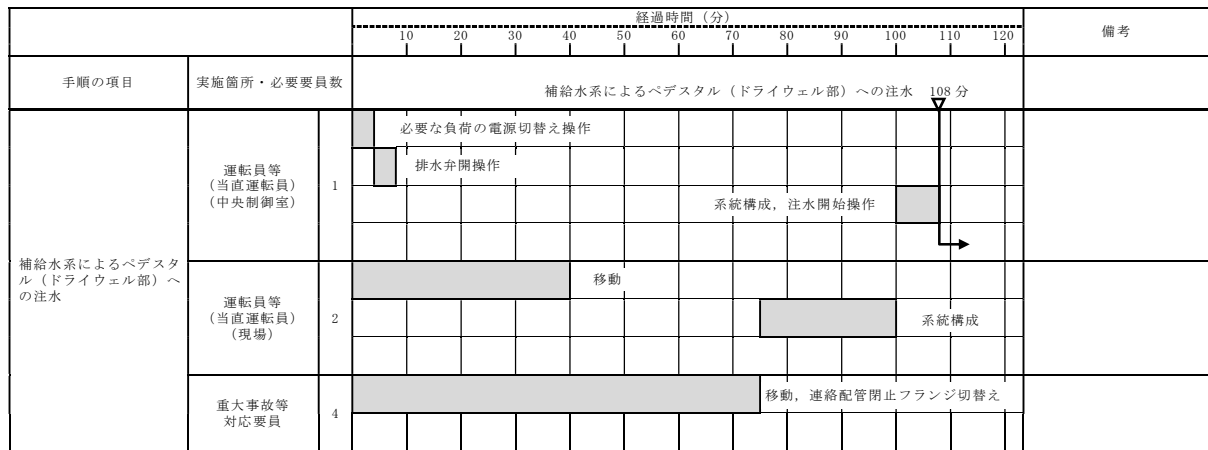 経過時間（分）
備考
10 20 30 40 50 60 70 80 90 100 110 120
手順の項目
実施箇所・必要要員数
補給水系によるペデスタル（ドライウェル部）への注水 108 分
必要な負荷の電源切替え操作
排水弁開操作
運転員等
（当直運転員）
（中央制御室）
1
系統構成，注水開始操作
補給水系によるペデスタ
ル（ドライウェル部）へ
の注水
移動
運転員等
（当直運転員）
（現場）
2
系統構成
移動，連絡配管閉止フランジ切替え
重大事故等
対応要員
4